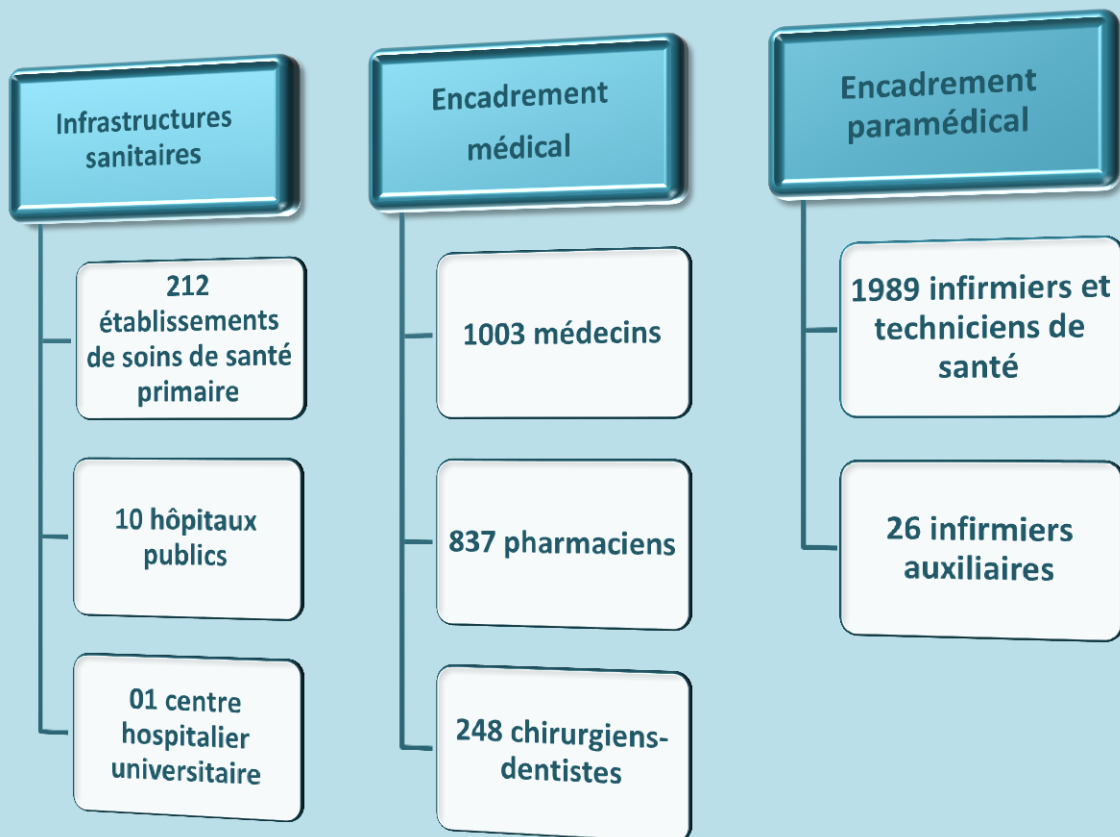 Infrastructures
sanitaires
212
établissements
de soins de santé
primaire
10 hôpitaux
publics
01 centre
hospitalier
universitaire
Encadrement
médical
1003 médecins
837 pharmaciens
248 chirurgiens-
dentistes
Encadrement
paramédical
1989 infirmiers et
techniciens de
santé
26 infirmiers
auxiliaires